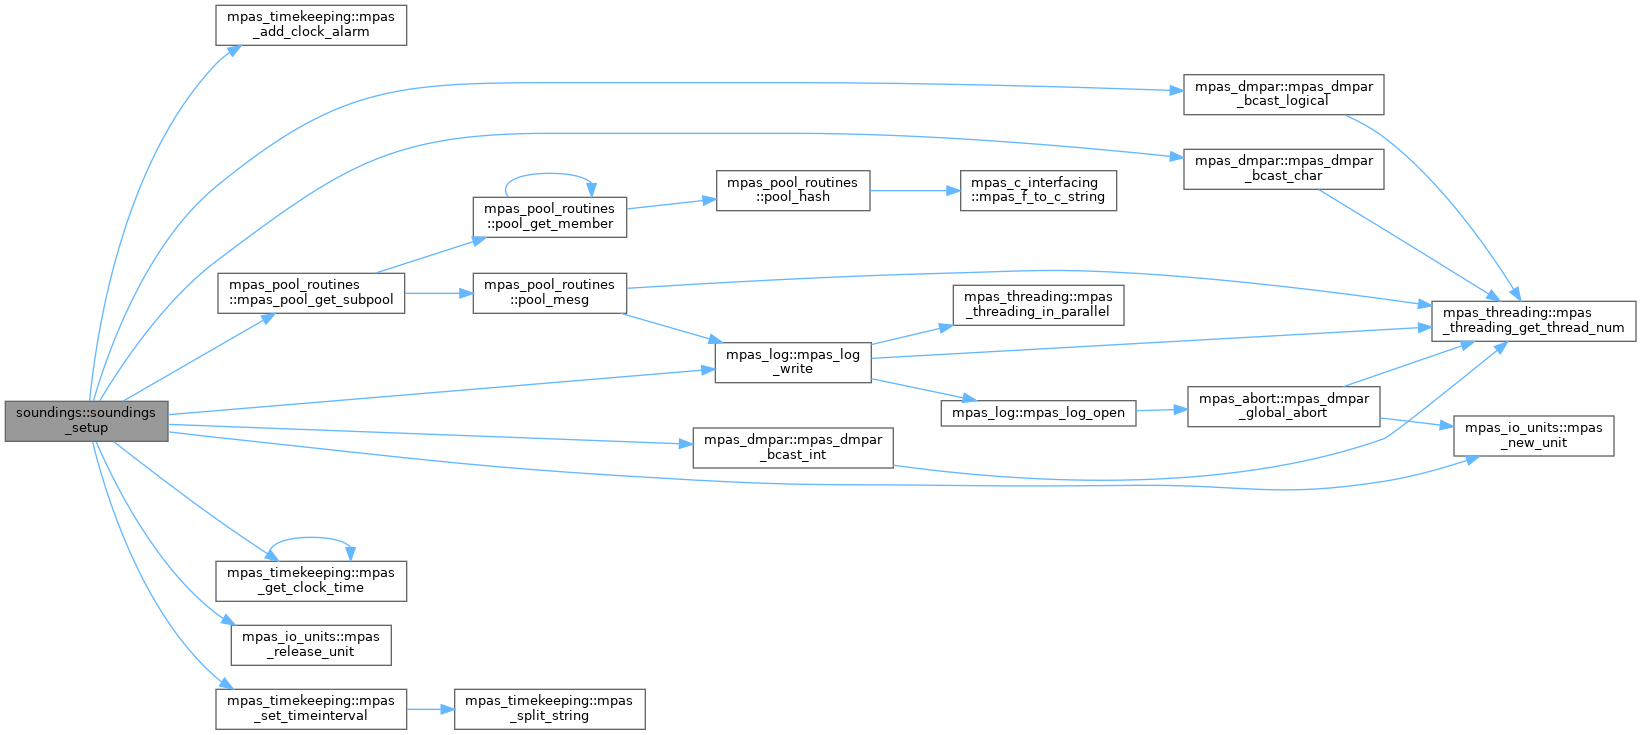 mpas_timekeeping::mpas
_add_clock_alarm
mpas_dmpar::mpas_dmpar
_bcast_logical
mpas_dmpar::mpas_dmpar
_bcast_char
mpas_pool_routines
::pool_hash
mpas_c_interfacing
::mpas_f_to_c_string
mpas_pool_routines
::pool_get_member
mpas_pool_routines
::mpas_pool_get_subpool
mpas_pool_routines
::pool_mesg
mpas_threading::mpas
_threading_in_parallel
mpas_threading::mpas
_threading_get_thread_num
mpas_log::mpas_log
_write
mpas_abort::mpas_dmpar
_global_abort
mpas_log::mpas_log_open
soundings::soundings
_setup
mpas_io_units::mpas
_new_unit
mpas_dmpar::mpas_dmpar
_bcast_int
mpas_timekeeping::mpas
_get_clock_time
mpas_io_units::mpas
_release_unit
mpas_timekeeping::mpas
_set_timeinterval
mpas_timekeeping::mpas
_split_string